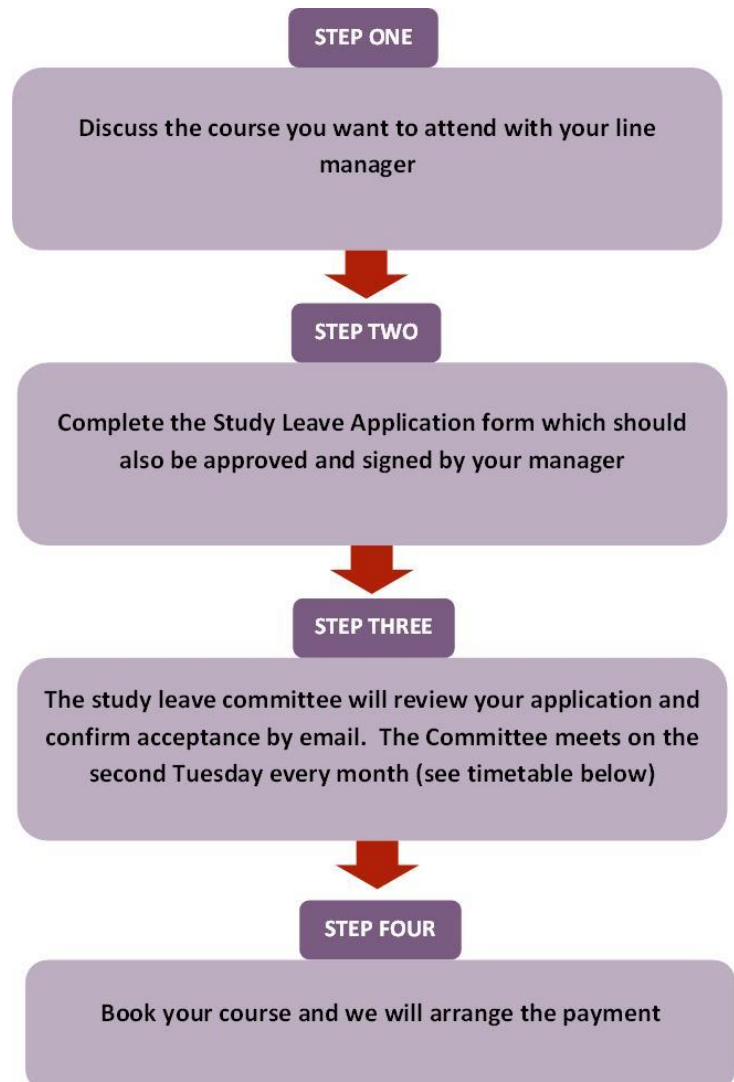 STEP ONE
Discuss the course you want to attend with your line
manager
STEP TWO
Complete the Study Leave Application form which should
also be approved and signed by your manager
STEP THREE
The study leave committee will review your application and
confirm acceptance by email.  The Committee meets on the
second Tuesday every month (see timetable below)
STEP FOUR
Book your course and we will arrange the payment